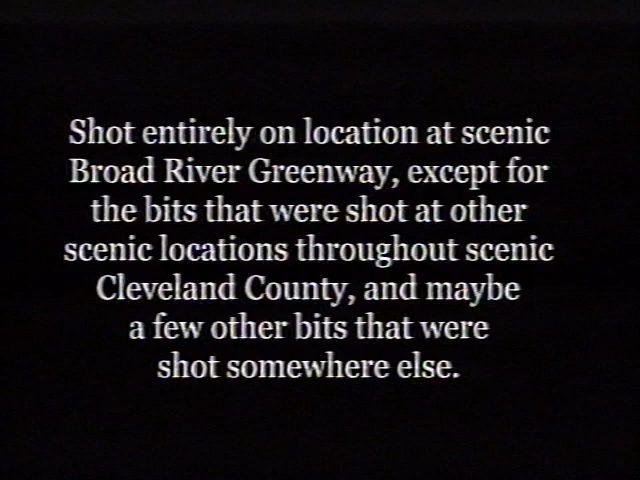 Shot entirely on location at scenic
Broad River Greenway, except for
the bits that were shot at other
scenic locations throughout scenic
Cleveland County, and maybe
a few other bits that were
shot somewhere else.